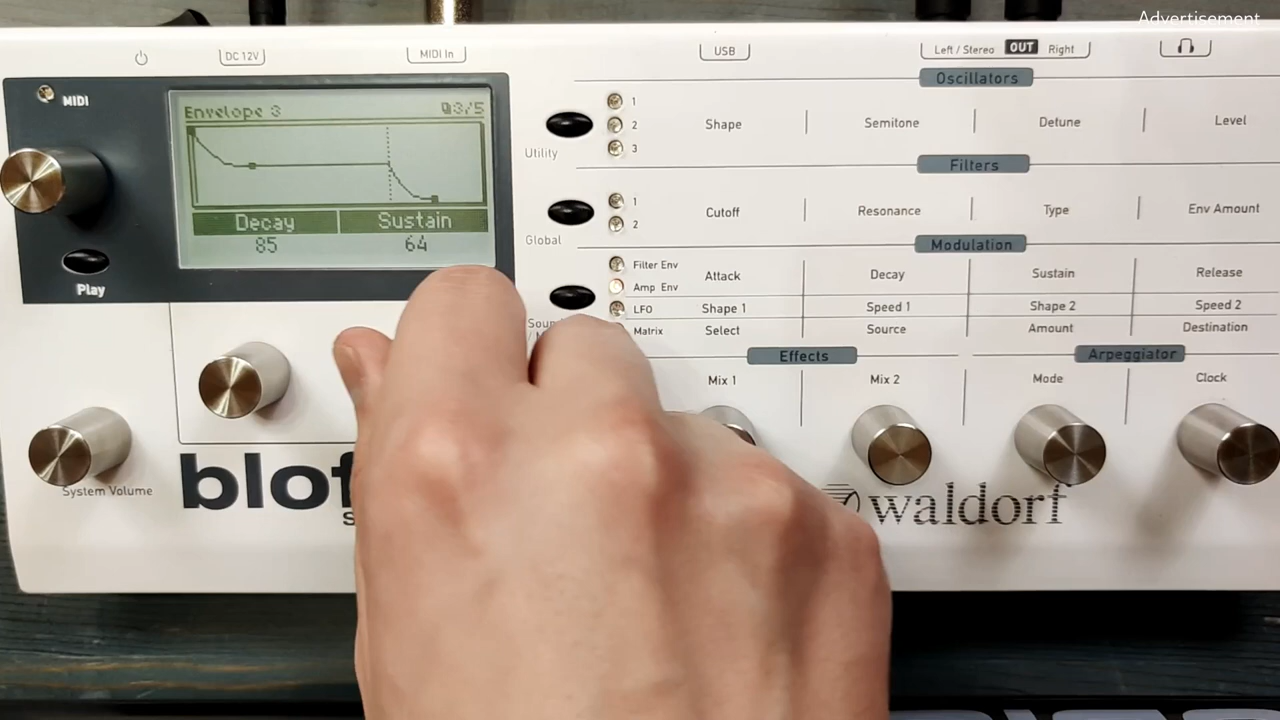 Advertisement
DC 12V
MIDI In
USB
Left / Stereo OUT Right
MIDI
Envelope 3 3/5
Decay Sustain
85 64
Play
Utility
Global
Oscillators
1
2
3
Shape Semitone Detune Level
Filters
1
2
Cutoff Resonance Type Env Amount
Modulation
Filter Env
Amp Env
LFO
Matrix
Attack Decay Sustain Release
Shape 1 Speed 1 Shape 2 Speed 2
Select Source Amount Destination
Effects Arpeggiator
Mix 1 Mix 2 Mode Clock
System Volume
blof
waldorf